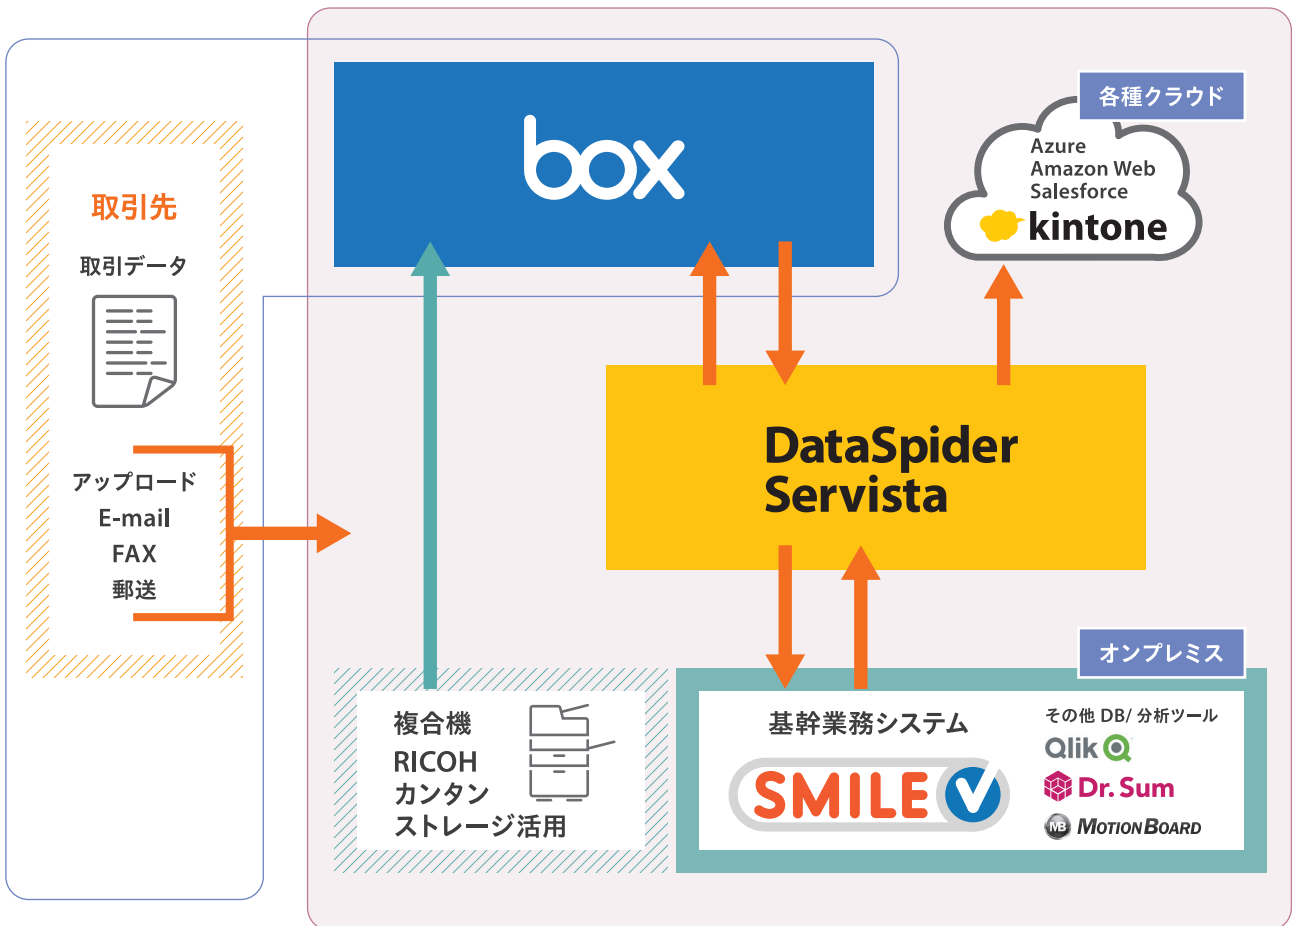 box
各種クラウド
Azure
Amazon Web
Salesforce
kintone
取引先
取引データ
アップロード
E-mail
FAX
郵送
DataSpider
Servista
オンプレミス
複合機
RICOH
カンタン
ストレージ活用
基幹業務システム
SMILE V
その他 DB/ 分析ツール
Qlik
Dr.Sum
MB MOTIONBOARD